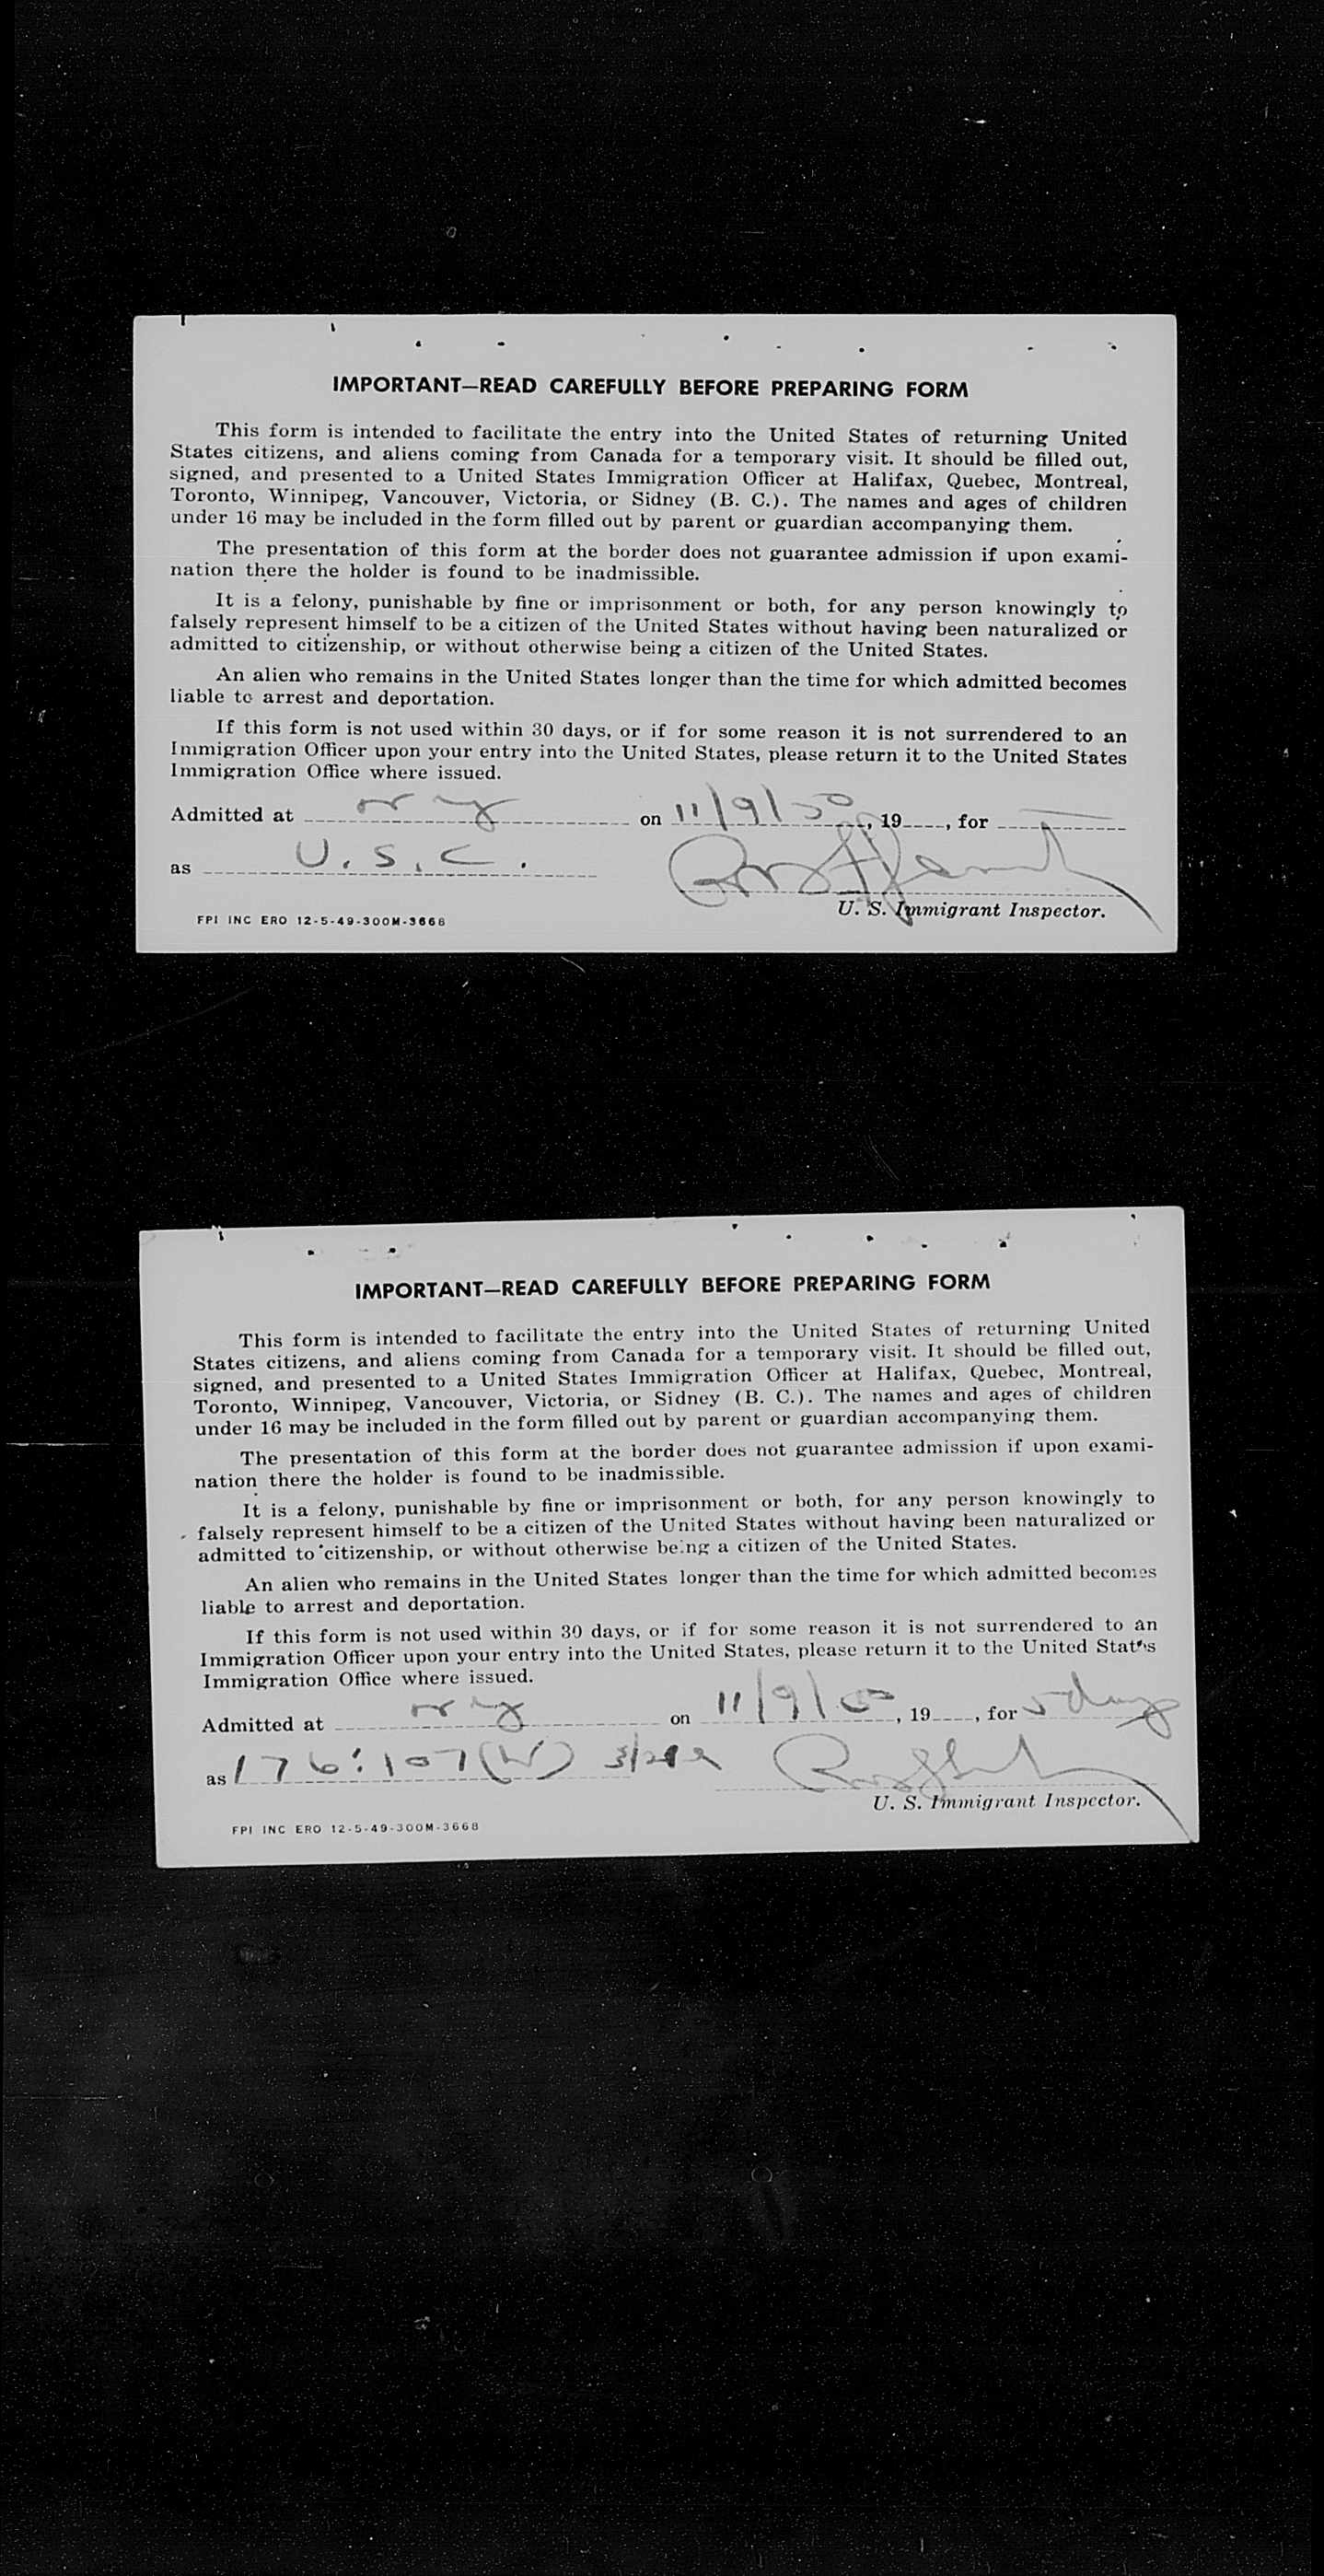 IMPORTANT—READ CAREFULLY BEFORE PREPARING FORM
This form is intended to facilitate the entry into the United States of returning United
States citizens, and aliens coming from Canada for a temporary visit. It should be filled out,
signed, and presented to a United States Immigration Officer at Halifax, Quebec, Montreal,
Toronto, Winnipeg, Vancouver, Victoria, or Sidney (B. C.). The names and ages of children
under 16 may be included in the form filled out by parent or guardian accompanying them.
The presentation of this form at the border does not guarantee admission if upon exami-
nation there the holder is found to be inadmissible.
It is a felony, punishable by fine or imprisonment or both, for any person knowingly to
falsely represent himself to be a citizen of the United States without having been naturalized or
admitted to citizenship, or without otherwise being a citizen of the United States.
An alien who remains in the United States longer than the time for which admitted becomes
liable to arrest and deportation.
If this form is not used within 30 days, or if for some reason it is not surrendered to an
Immigration Officer upon your entry into the United States, please return it to the United States
Immigration Office where issued.
Admitted at ny on 11/9/50, 19, for
as U.S.C.
U. S. Immigrant Inspector.
FPI INC ERO 12-5-49-300M-3668
IMPORTANT—READ CAREFULLY BEFORE PREPARING FORM
This form is intended to facilitate the entry into the United States of returning United
States citizens, and aliens coming from Canada for a temporary visit. It should be filled out,
signed, and presented to a United States Immigration Officer at Halifax, Quebec, Montreal,
Toronto, Winnipeg, Vancouver, Victoria, or Sidney (B. C.). The names and ages of children
under 16 may be included in the form filled out by parent or guardian accompanying them.
The presentation of this form at the border does not guarantee admission if upon exami-
nation there the holder is found to be inadmissible.
It is a felony, punishable by fine or imprisonment or both, for any person knowingly to
falsely represent himself to be a citizen of the United States without having been naturalized or
admitted to citizenship, or without otherwise being a citizen of the United States.
An alien who remains in the United States longer than the time for which admitted becomes
liable to arrest and deportation.
If this form is not used within 30 days, or if for some reason it is not surrendered to an
Immigration Officer upon your entry into the United States, please return it to the United States
Immigration Office where issued.
Admitted at ny on 11/9/50, 19, for 5 days
as 176:107(W)
U. S. Immigrant Inspector.
FPI INC ERO 12-5-49-300M-3668